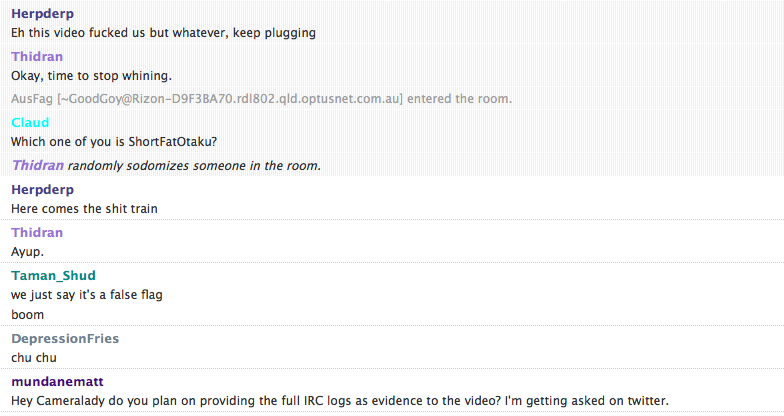 Herpderp
Eh this video fucked us but whatever, keep plugging
Thidran
Okay, time to stop whining.
AusFag [~GoodGoy@Rizon-D9F3BA70.rdl802.qld.optusnet.com.au] entered the room.
Claud
Which one of you is ShortFatOtaku?
Thidran randomly sodomizes someone in the room.
Herpderp
Here comes the shit train
Thidran
Ayup.
Taman_Shud
we just say it's a false flag
boom
DepressionFries
chu chu
mundanematt
Hey Cameralady do you plan on providing the full IRC logs as evidence to the video? I'm getting asked on twitter.